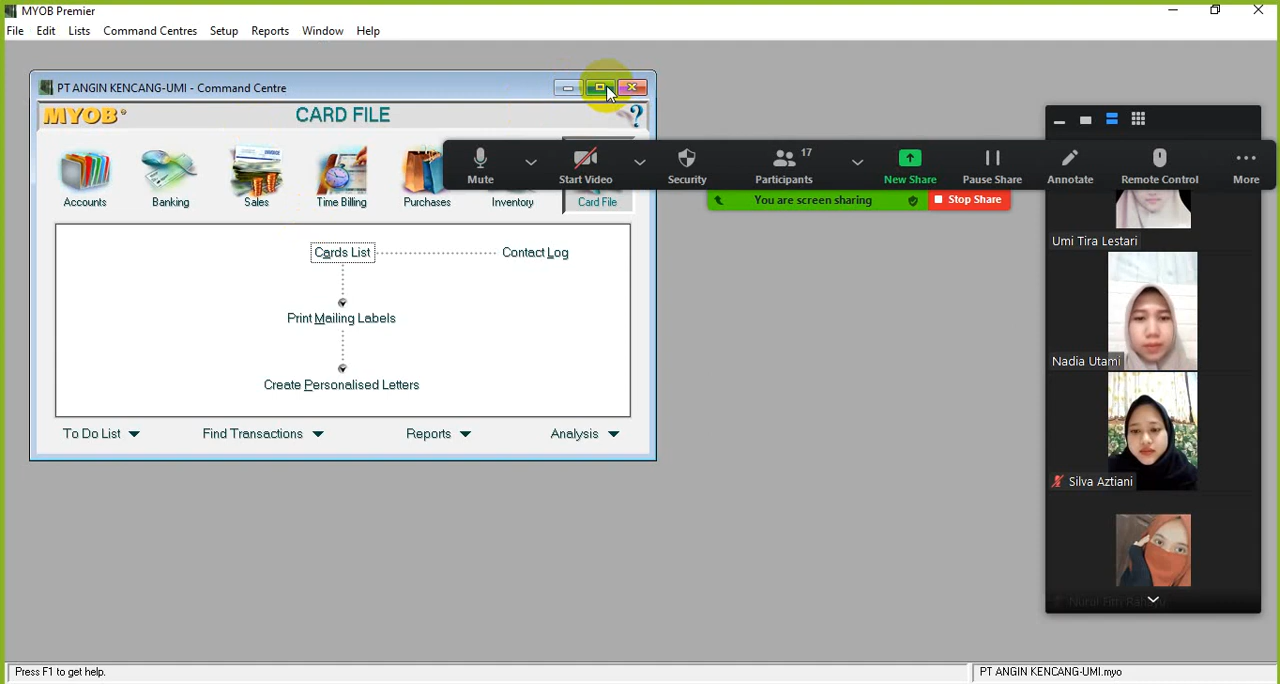 MYOB Premier
File Edit Lists Command Centres Setup Reports Window Help
PT ANGIN KENCANG-UMI - Command Centre
MYOB
CARD FILE
?
Accounts Banking Sales Time Billing Purchases Inventory Card File
INVOICE
Mute Start Video Security Participants 17 New Share Pause Share Annotate Remote Control More
You are screen sharing Stop Share
Cards List Contact Log
Print Mailing Labels
Create Personalised Letters
To Do List Find Transactions Reports Analysis
Umi Tira Lestari
Nadia Utami
Silva Aztiani
Press F1 to get help. PT ANGIN KENCANG-UMI.myo